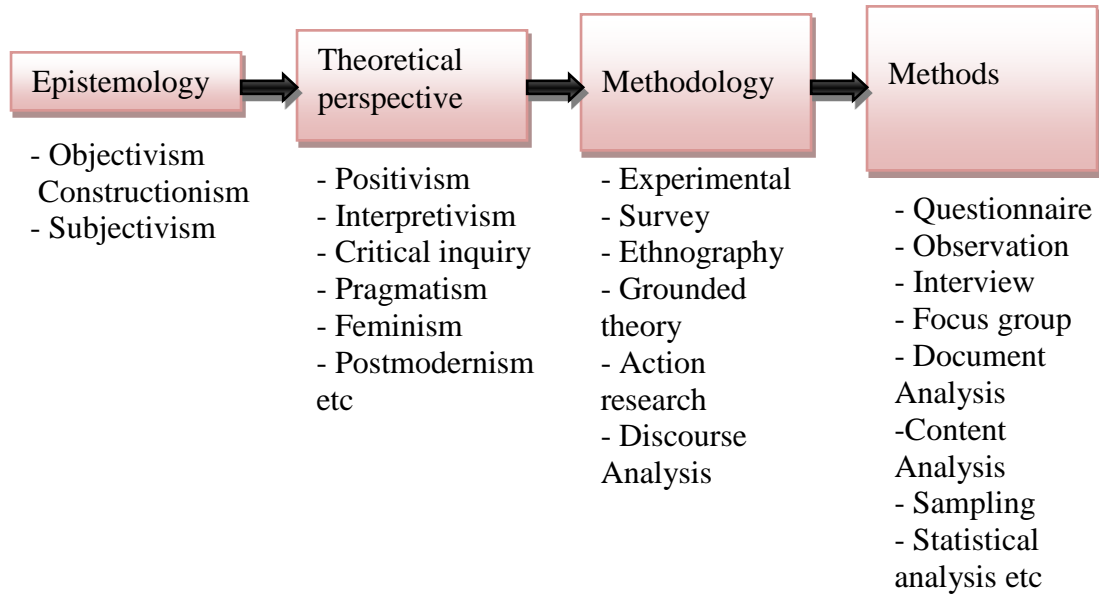 Epistemology
- Objectivism
Constructionism
- Subjectivism
Theoretical
perspective
- Positivism
- Interpretivism
- Critical inquiry
- Pragmatism
- Feminism
- Postmodernism
etc
Methodology
- Experimental
- Survey
- Ethnography
- Grounded
theory
- Action
research
- Discourse
Analysis
Methods
- Questionnaire
- Observation
- Interview
- Focus group
- Document
Analysis
-Content
Analysis
- Sampling
- Statistical
analysis etc